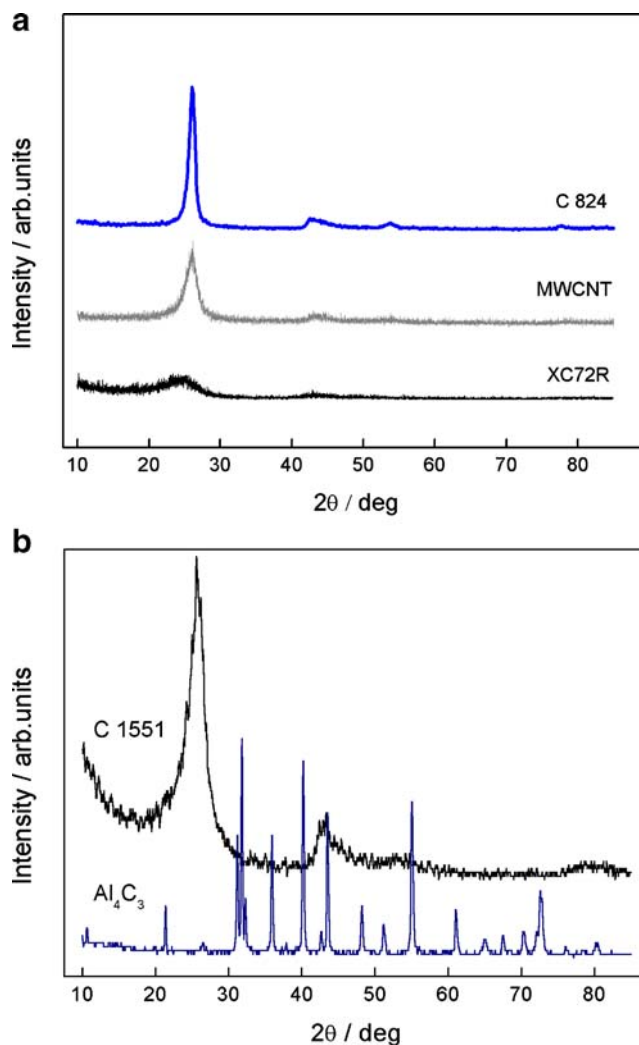 a
Intensity / arb.units
C 824
MWCNT
XC72R
10 20 30 40 50 60 70 80
2θ / deg
b
Intensity / arb.units
C 1551
Al₄C₃
10 20 30 40 50 60 70 80
2θ / deg